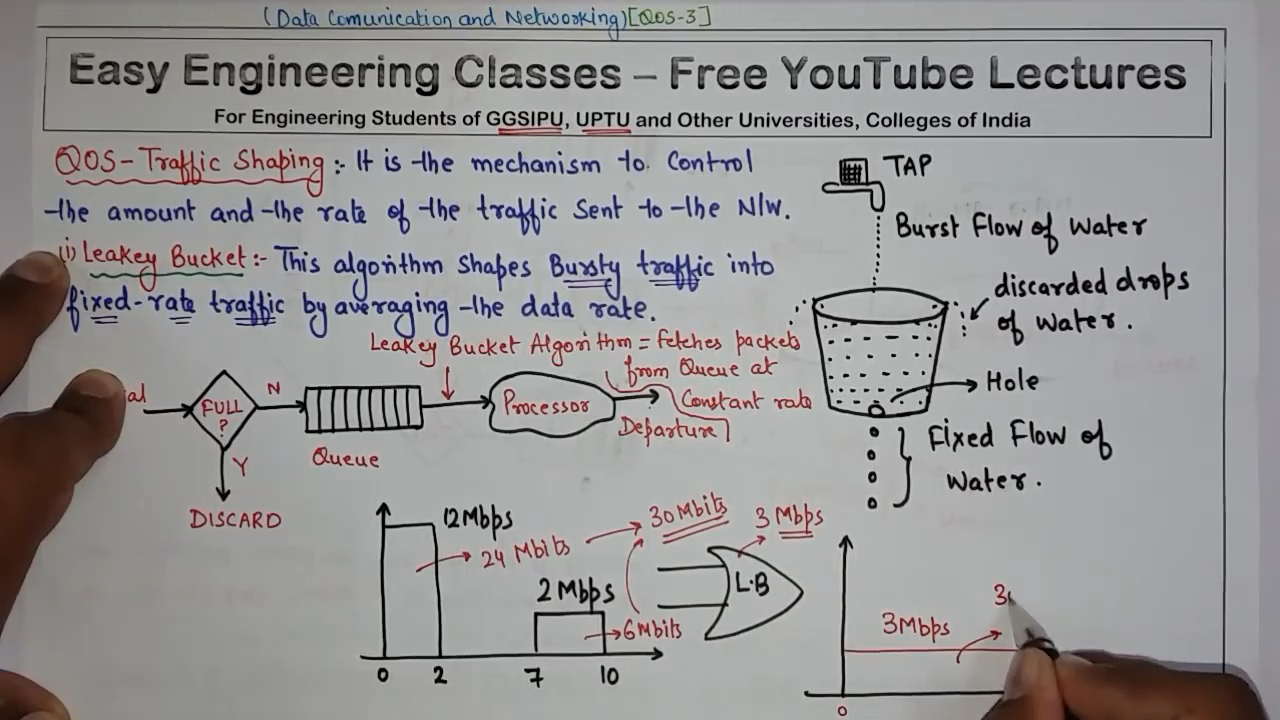 (Data Comunication and Networking)[QOS-3]
Easy Engineering Classes – Free YouTube Lectures
For Engineering Students of GGSIPU, UPTU and Other Universities, Colleges of India
QOS-Traffic Shaping :- It is the mechanism to Control
the amount and the rate of the traffic Sent to the N/W.
i) Leakey Bucket :- This algorithm Shapes Bursty traffic into
fixed-rate traffic by averaging the data rate.
TAP
Burst Flow of Water
discarded drops
of Water.
Hole
Fixed Flow of
Water.
Leakey Bucket Algorithm = Fetches packets
from Queue at
Constant rate
FULL
?
N
Y
DISCARD
Queue
Processor
Departure
12Mbps
24 Mbits
30 Mbits
2 Mbps
6 Mbits
0 2 7 10
3 Mbps
L.B
3Mbps
0